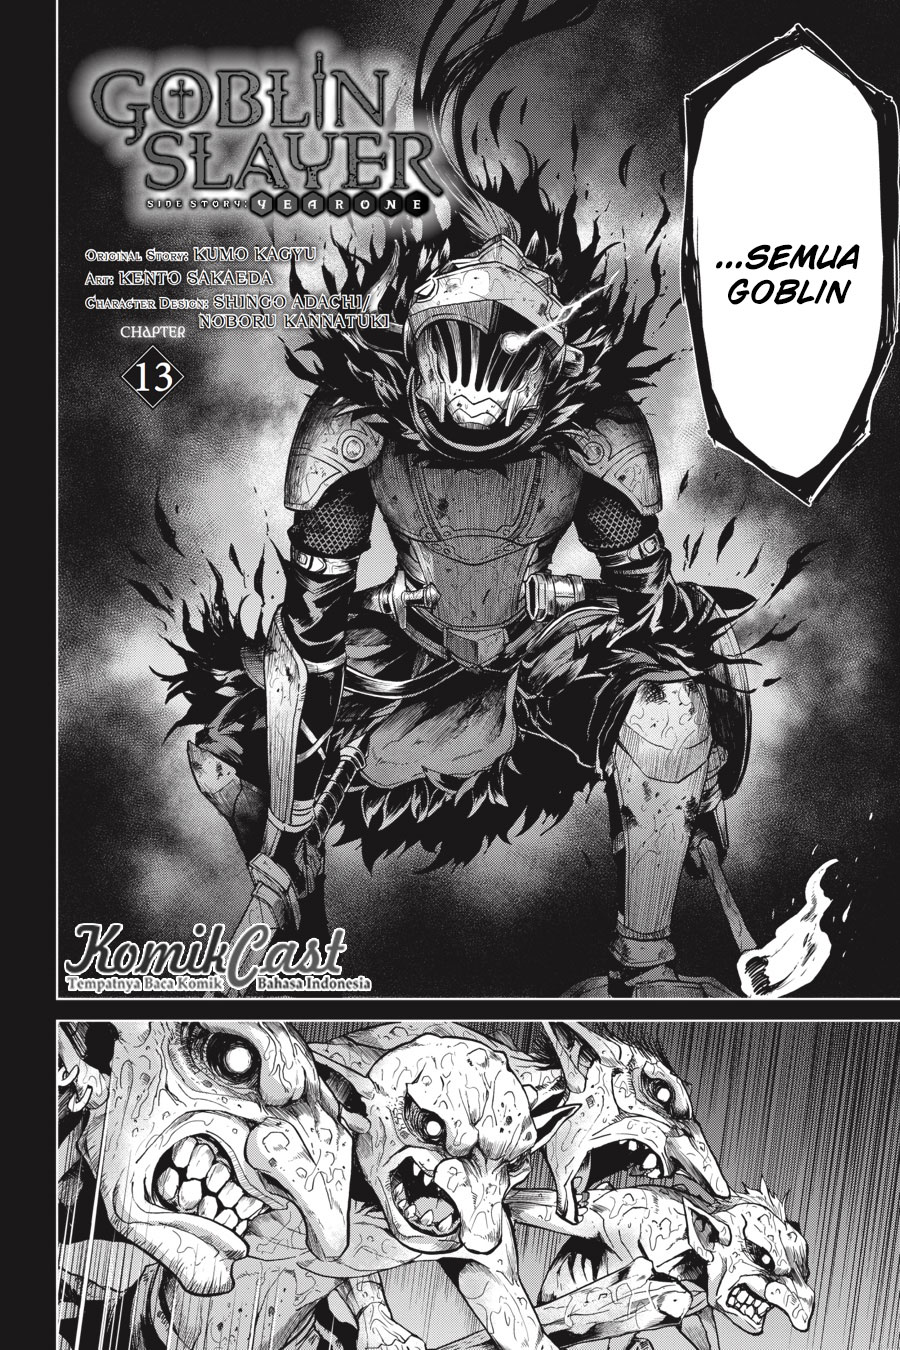 GOBLIN
SLAYER
SIDE STORY: YEAR ONE
ORIGINAL STORY: KUMO KAGYU
ART: KENTO SAKAEDA
CHARACTER DESIGN: SHINGO ADACHI/
NOBORU KANNATUKI
CHAPTER
13
...SEMUA
GOBLIN
KomikCast
Tempatnya Baca Komik Bahasa Indonesia